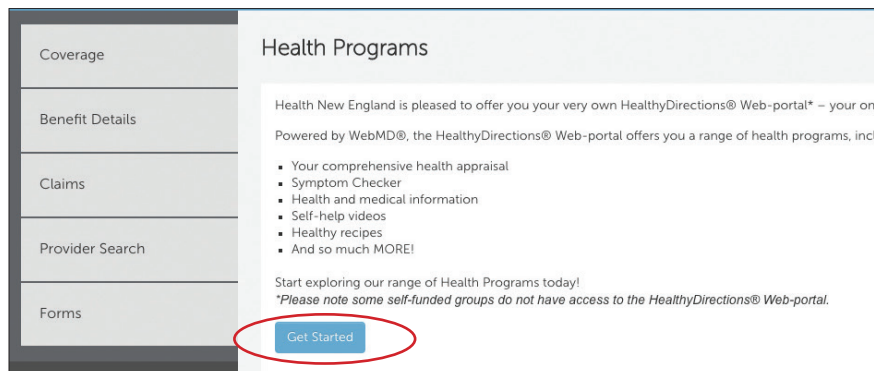 Coverage
Benefit Details
Claims
Provider Search
Forms
Health Programs
Health New England is pleased to offer you your very own HealthyDirections® Web-portal* – your on
Powered by WebMD®, the HealthyDirections® Web-portal offers you a range of health programs, incl
▪ Your comprehensive health appraisal
▪ Symptom Checker
▪ Health and medical information
▪ Self-help videos
▪ Healthy recipes
▪ And so much MORE!
Start exploring our range of Health Programs today!
*Please note some self-funded groups do not have access to the HealthyDirections® Web-portal.
Get Started